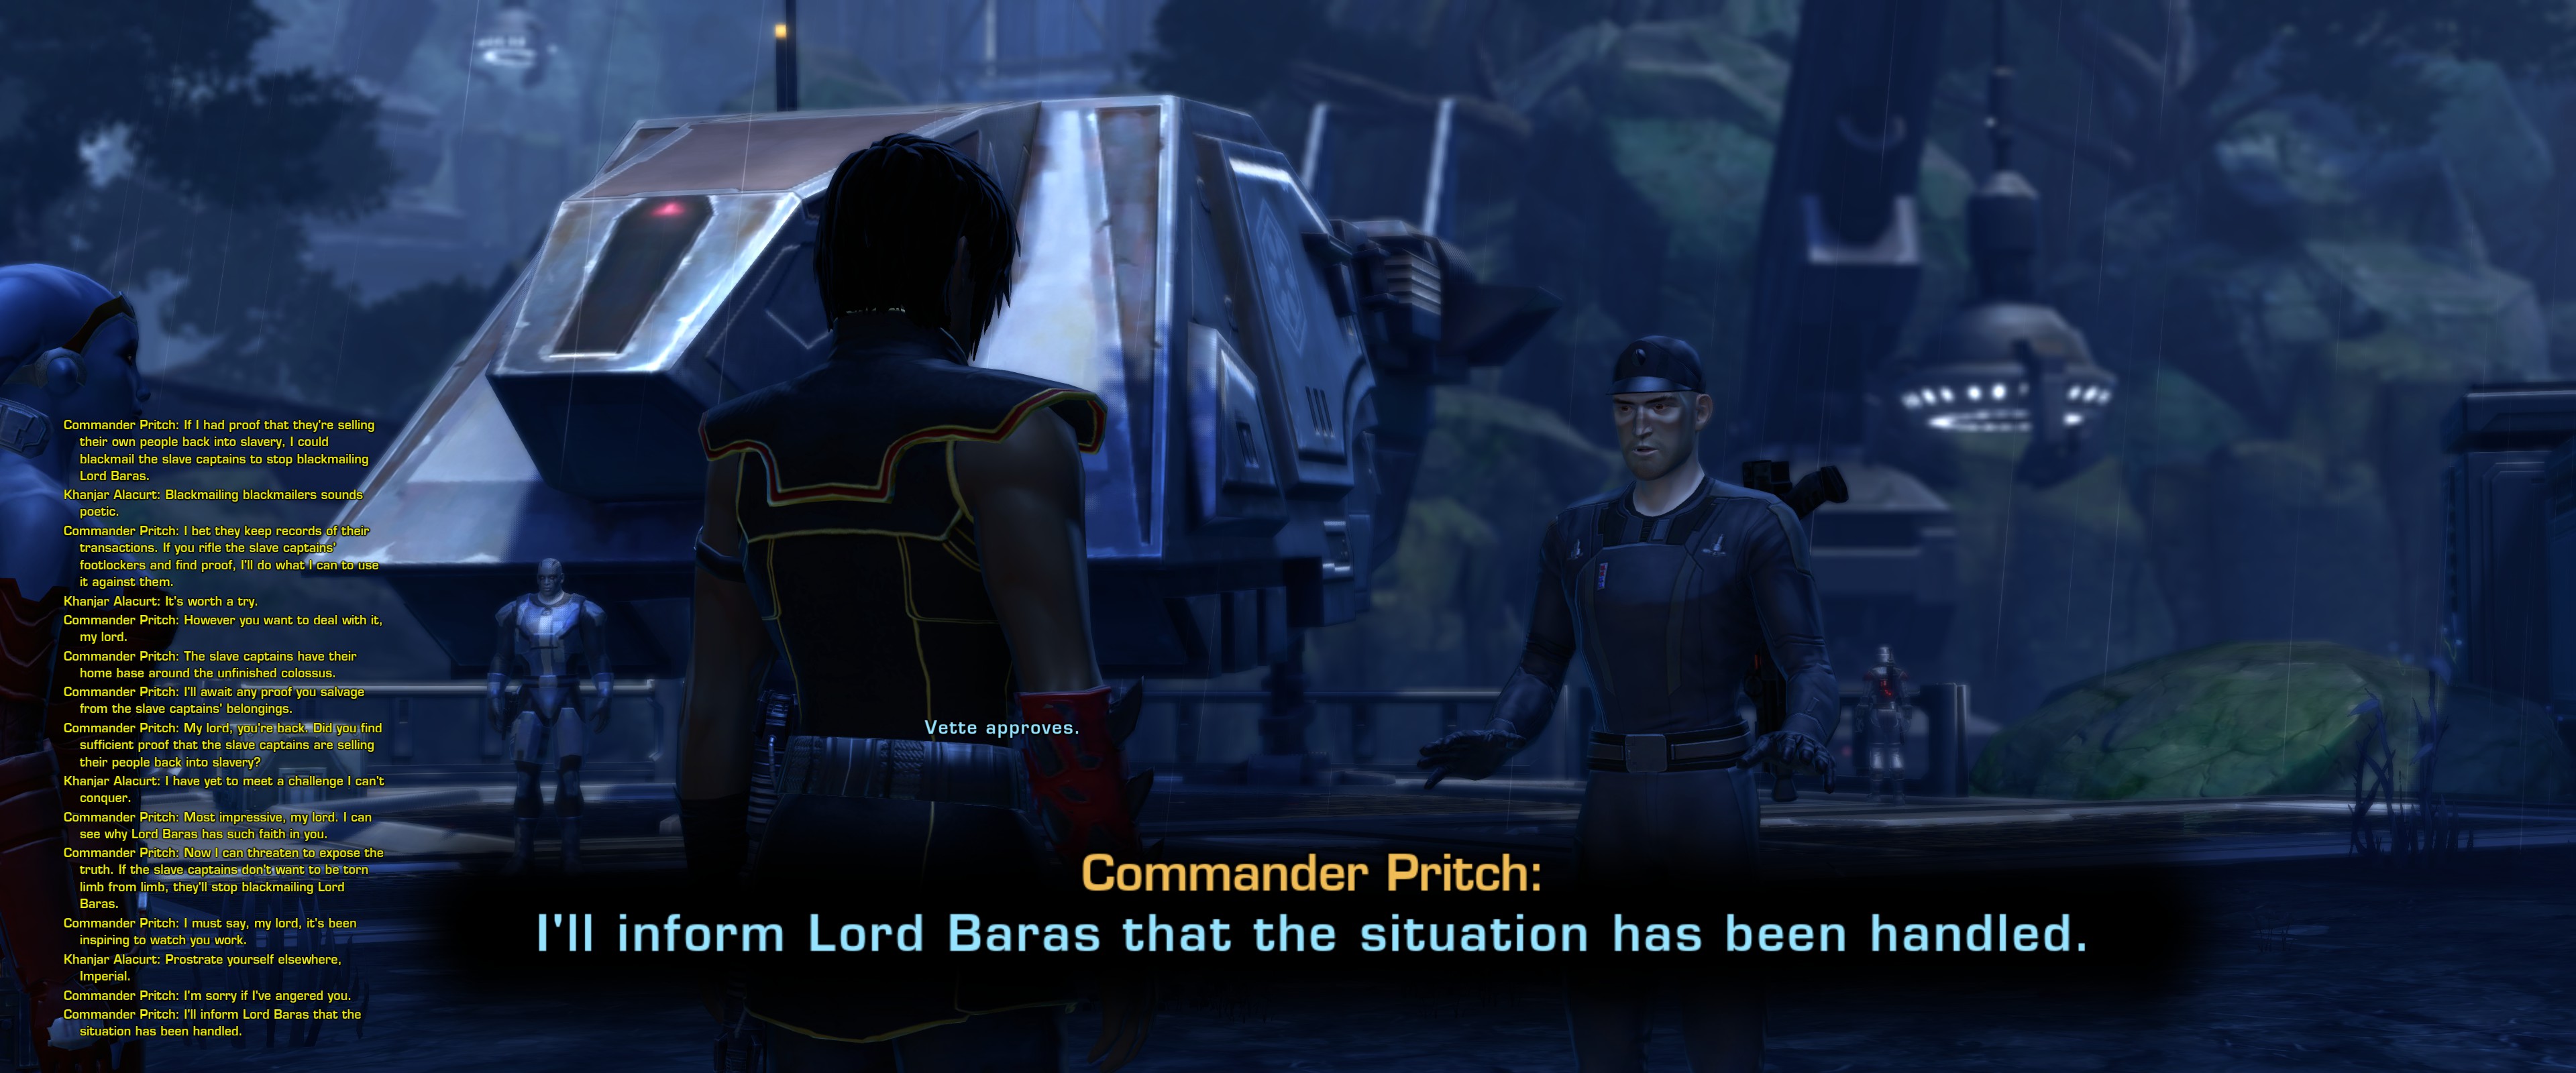 Commander Pritch: If I had proof that they're selling
their own people back into slavery, I could
blackmail the slave captains to stop blackmailing
Lord Baras.
Khanjar Alacurt: Blackmailing blackmailers sounds
poetic.
Commander Pritch: I bet they keep records of their
transactions. If you rifle the slave captains'
footlockers and find proof, I'll do what I can to use
it against them.
Khanjar Alacurt: It's worth a try.
Commander Pritch: However you want to deal with it,
my lord.
Commander Pritch: The slave captains have their
home base around the unfinished colossus.
Commander Pritch: I'll await any proof you salvage
from the slave captains' belongings.
Commander Pritch: My lord, you're back. Did you find
sufficient proof that the slave captains are selling
their people back into slavery?
Khanjar Alacurt: I have yet to meet a challenge I can't
conquer.
Commander Pritch: Most impressive, my lord. I can
see why Lord Baras has such faith in you.
Commander Pritch: Now I can threaten to expose the
truth. If the slave captains don't want to be torn
limb from limb, they'll stop blackmailing Lord
Baras.
Commander Pritch: I must say, my lord, it's been
inspiring to watch you work.
Khanjar Alacurt: Prostrate yourself elsewhere,
Imperial.
Commander Pritch: I'm sorry if I've angered you.
Commander Pritch: I'll inform Lord Baras that the
situation has been handled.
Vette approves.
Commander Pritch:
I'll inform Lord Baras that the situation has been handled.